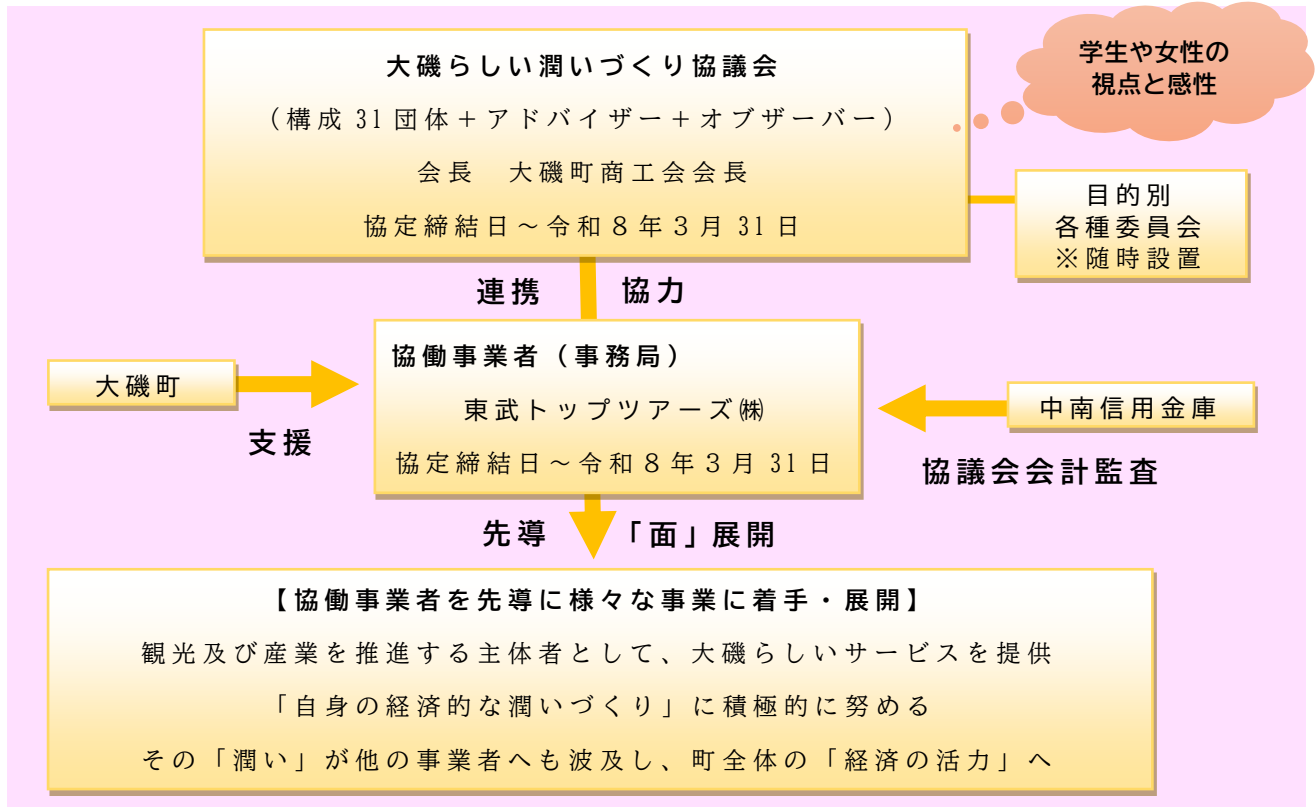 大磯らしい潤いづくり協議会
（構成 31 団体＋アドバイザー＋オブザーバー）
会長　大磯町商工会会長
協定締結日～令和８年３月 31 日
学生や女性の
視点と感性
目的別
各種委員会
※随時設置
連携　協力
協働事業者（事務局）
東武トップツアーズ㈱
協定締結日～令和８年３月 31 日
大磯町
支援
中南信用金庫
協議会会計監査
先導　「面」展開
【協働事業者を先導に様々な事業に着手・展開】
観光及び産業を推進する主体者として、大磯らしいサービスを提供
「自身の経済的な潤いづくり」に積極的に努める
その「潤い」が他の事業者へも波及し、町全体の「経済の活力」へ